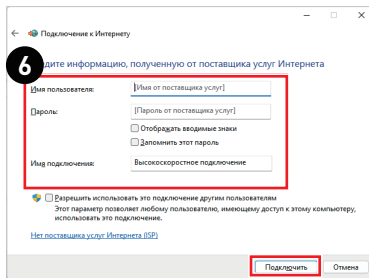 Подключение к Интернету
6
дите информацию, полученную от поставщика услуг Интернета
Имя пользователя: [Имя от поставщика услуг]
Пароль: [Пароль от поставщика услуг]
Отображать вводимые знаки
Запомнить этот пароль
Имя подключения: Высокоскоростное подключение
Разрешить использовать это подключение другим пользователям
Этот параметр позволяет любому пользователю, имеющему доступ к этому компьютеру,
использовать это подключение.
Нет поставщика услуг Интернета (ISP)
Подключить Отмена